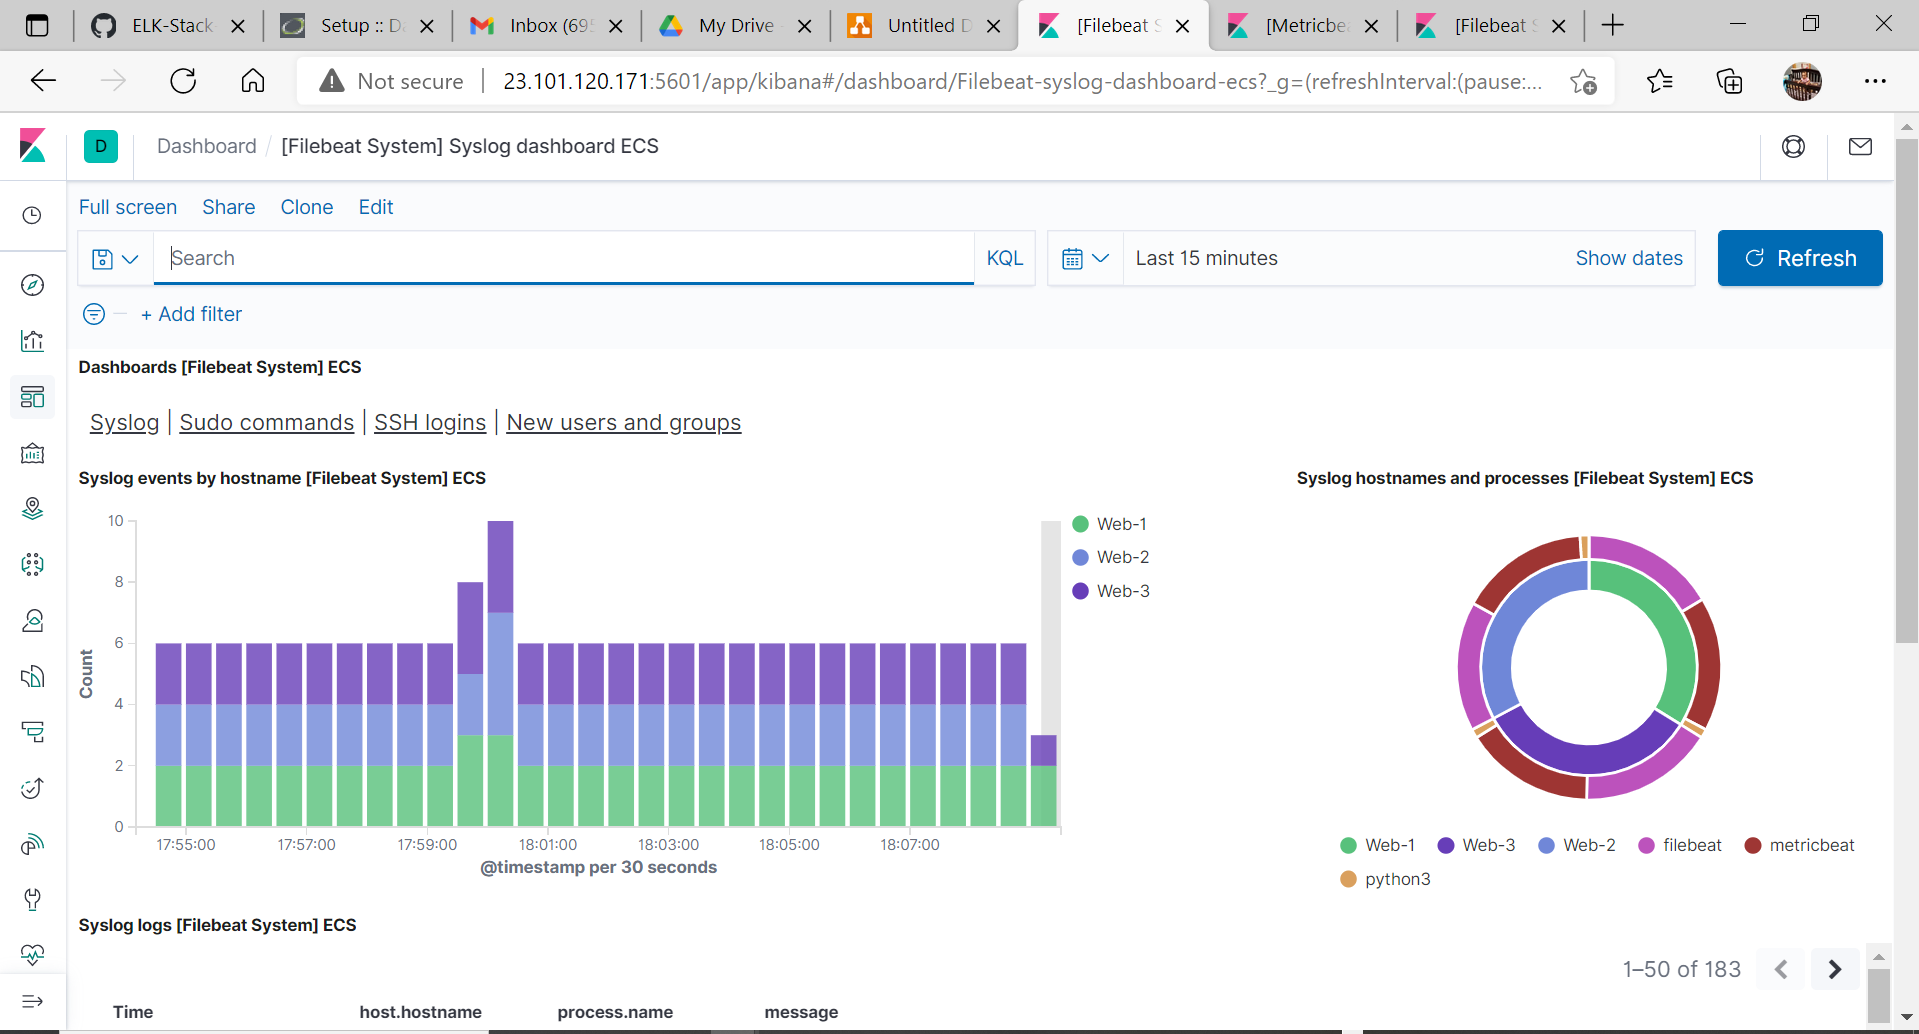 ELK-Stack
Setup :: D
Inbox (695
My Drive -
Untitled D
[Filebeat S
[Metricbea
[Filebeat S
Not secure
23.101.120.171:5601/app/kibana#/dashboard/Filebeat-syslog-dashboard-ecs?_g=(refreshInterval:(pause:...
D
Dashboard / [Filebeat System] Syslog dashboard ECS
Full screen Share Clone Edit
Search KQL Last 15 minutes Show dates Refresh
+ Add filter
Dashboards [Filebeat System] ECS
Syslog | Sudo commands | SSH logins | New users and groups
Syslog events by hostname [Filebeat System] ECS
10
8
6
4
2
0
Count
17:55:00 17:57:00 17:59:00 18:01:00 18:03:00 18:05:00 18:07:00
@timestamp per 30 seconds
Web-1
Web-2
Web-3
Syslog hostnames and processes [Filebeat System] ECS
Web-1 Web-3 Web-2 filebeat metricbeat
python3
Syslog logs [Filebeat System] ECS
1–50 of 183
Time host.hostname process.name message